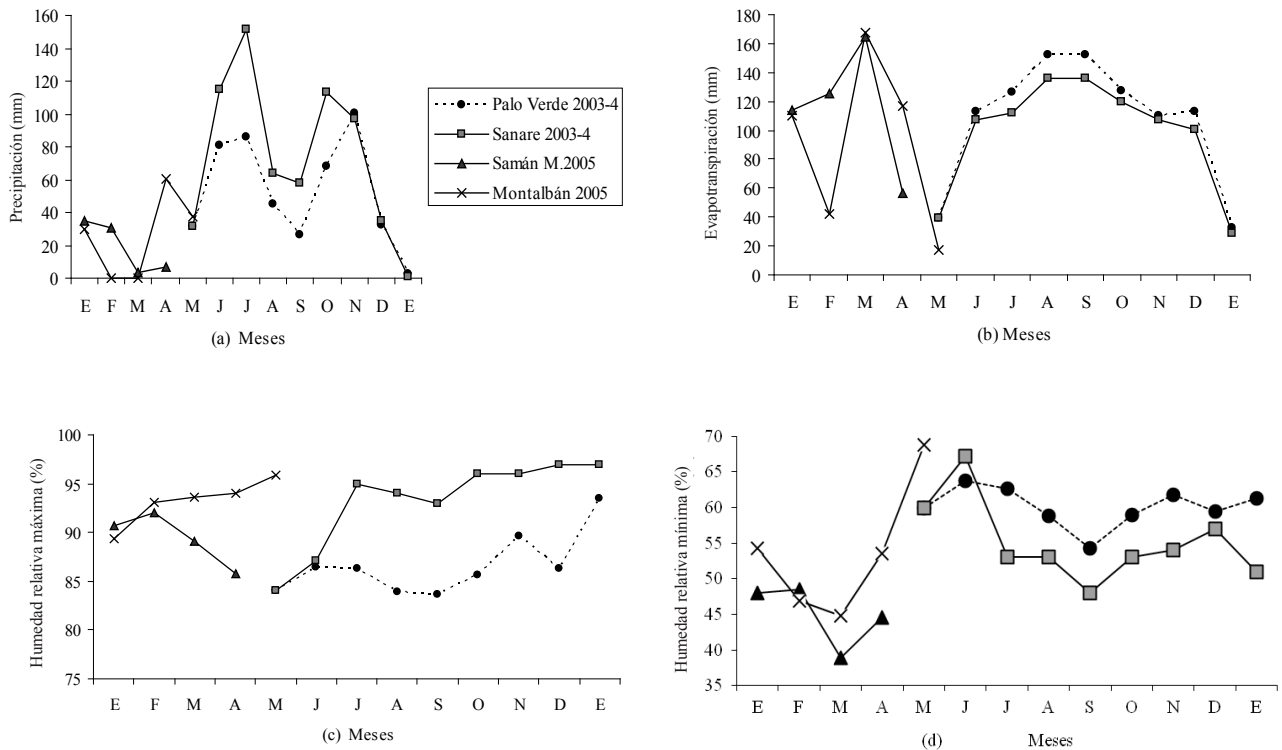 Precipitación (mm)
160
140
120
100
80
60
40
20
0
E F M A M J J A S O N D E
(a) Meses
Palo Verde 2003-4
Sanare 2003-4
Samán M.2005
Montalbán 2005
Evapotranspiración (mm)
180
160
140
120
100
80
60
40
20
0
E F M A M J J A S O N D E
(b) Meses
Humedad relativa máxima (%)
100
95
90
85
80
75
E F M A M J J A S O N D E
(c) Meses
Humedad relativa mínima (%)
70
65
60
55
50
45
40
35
E F M A M J J A S O N D E
(d) Meses